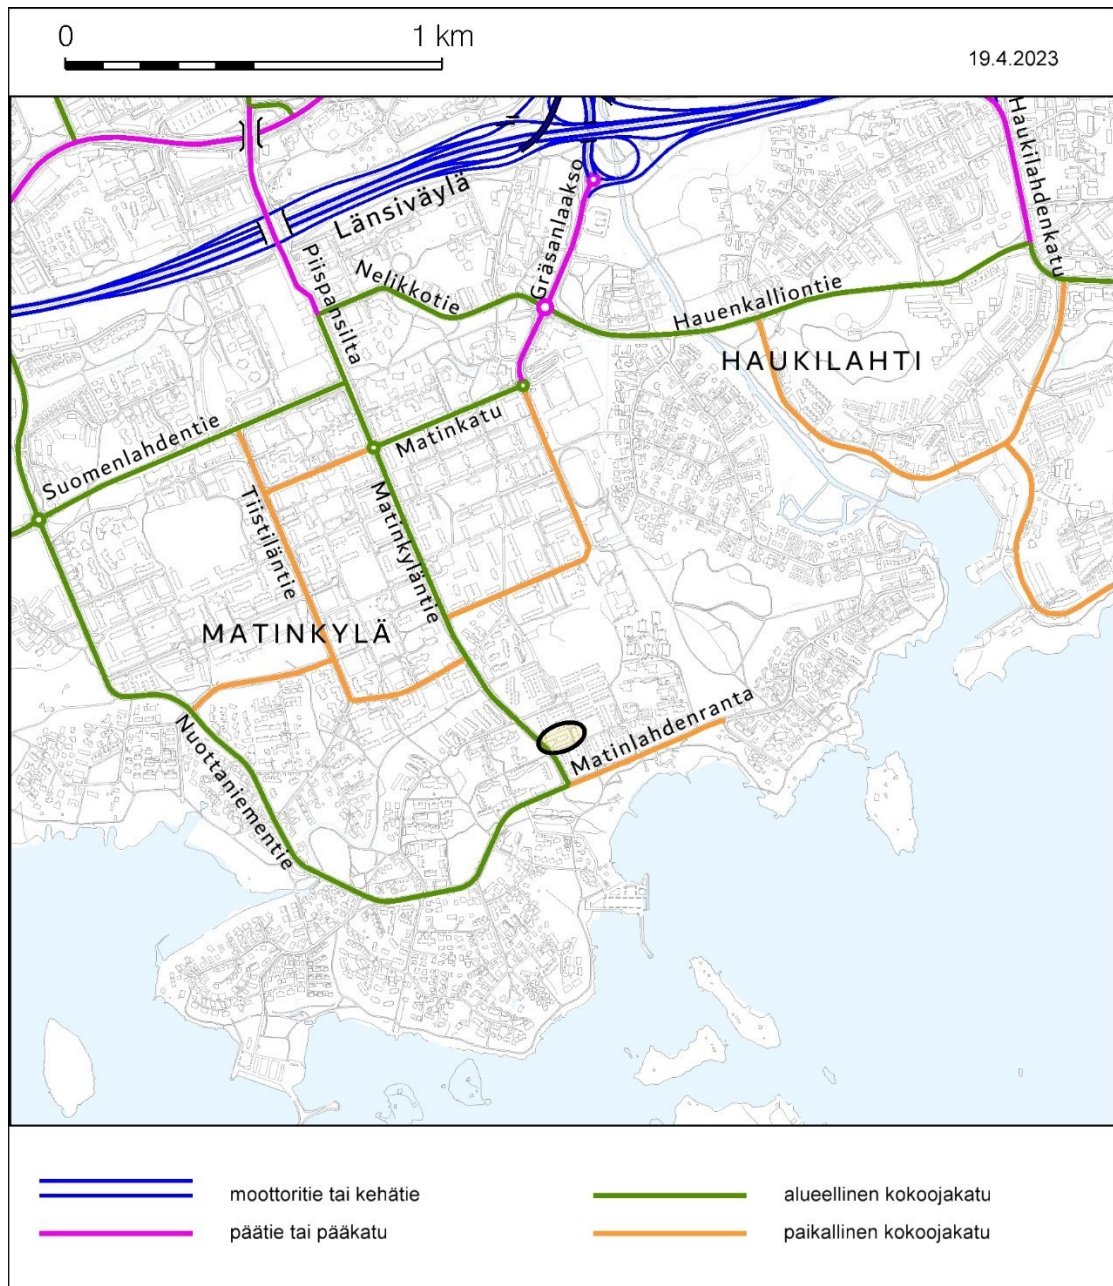 0 1 km
19.4.2023
Haukilahdenkatu
Länsiväylä
Gräsanlaakso
Piispansilta
Nelikkotie
Hauenkalliontie
HAUKILAHTI
Matinkatu
Suomenlahdentie
Tiistiläntie
Matinkyläntie
MATINKYLÄ
Matinlahdenranta
Nuottaniementie
moottoritie tai kehätie
alueellinen kokoojakatu
päätie tai pääkatu
paikallinen kokoojakatu